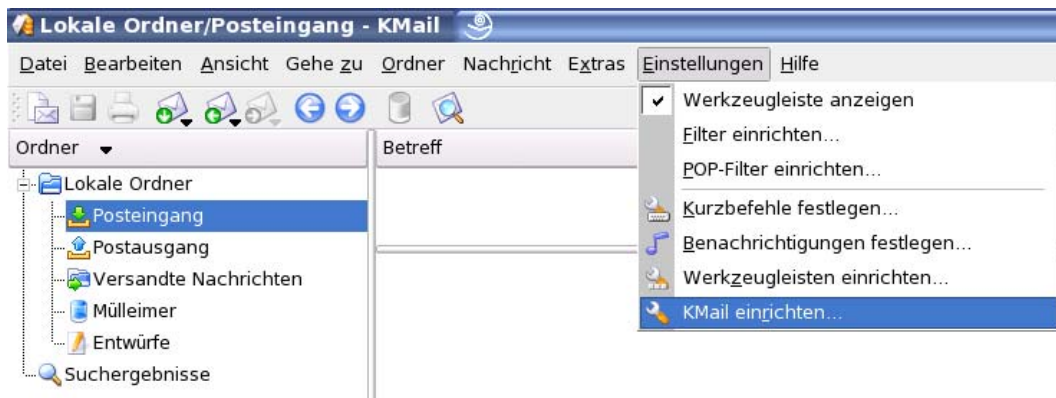 Lokale Ordner/Posteingang - KMail
Datei Bearbeiten Ansicht Gehe zu Ordner Nachricht Extras Einstellungen Hilfe
Ordner
Betreff
Lokale Ordner
Posteingang
Postausgang
Versandte Nachrichten
Mülleimer
Entwürfe
Suchergebnisse
Werkzeugleiste anzeigen
Filter einrichten...
POP-Filter einrichten...
Kurzbefehle festlegen...
Benachrichtigungen festlegen...
Werkzeugleisten einrichten...
KMail einrichten...